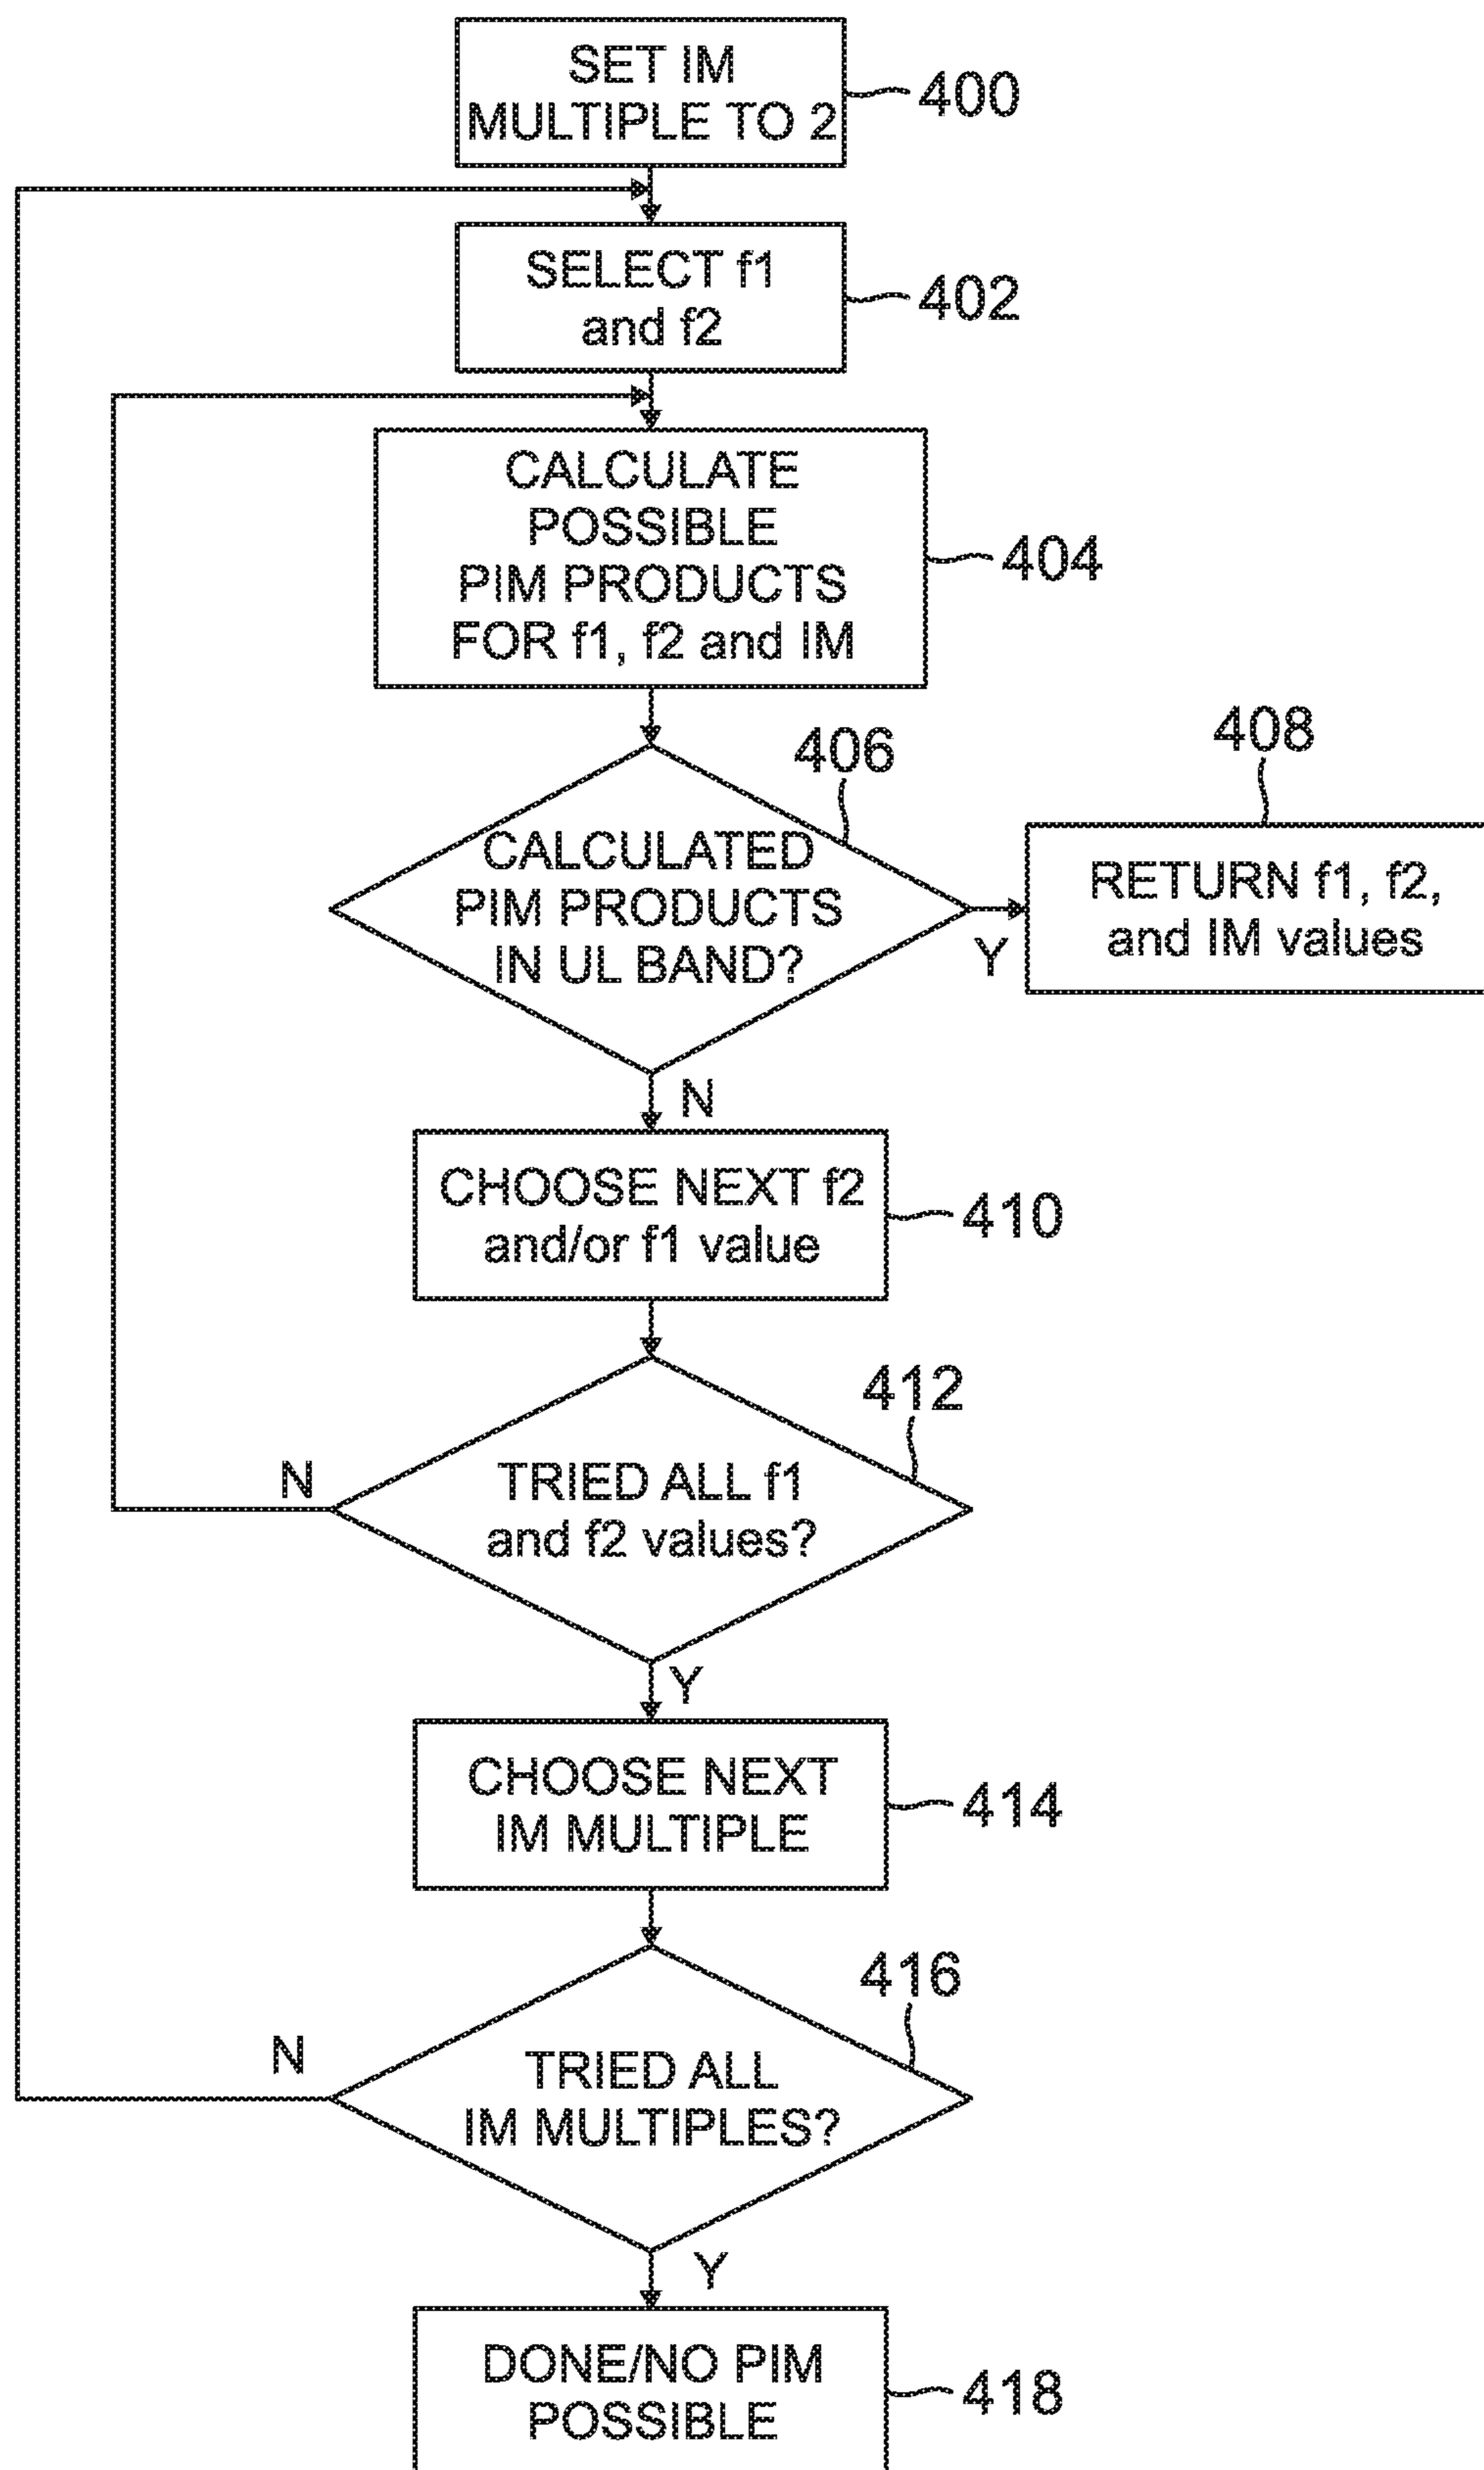 SET IM
MULTIPLE TO 2
400
SELECT f1
and f2
402
CALCULATE
POSSIBLE
PIM PRODUCTS
FOR f1, f2 and IM
404
406
CALCULATED
PIM PRODUCTS
IN UL BAND?
Y
408
RETURN f1, f2,
and IM values
N
CHOOSE NEXT f2
and/or f1 value
410
412
N
TRIED ALL f1
and f2 values?
Y
CHOOSE NEXT
IM MULTIPLE
414
416
N
TRIED ALL
IM MULTIPLES?
Y
DONE/NO PIM
POSSIBLE
418